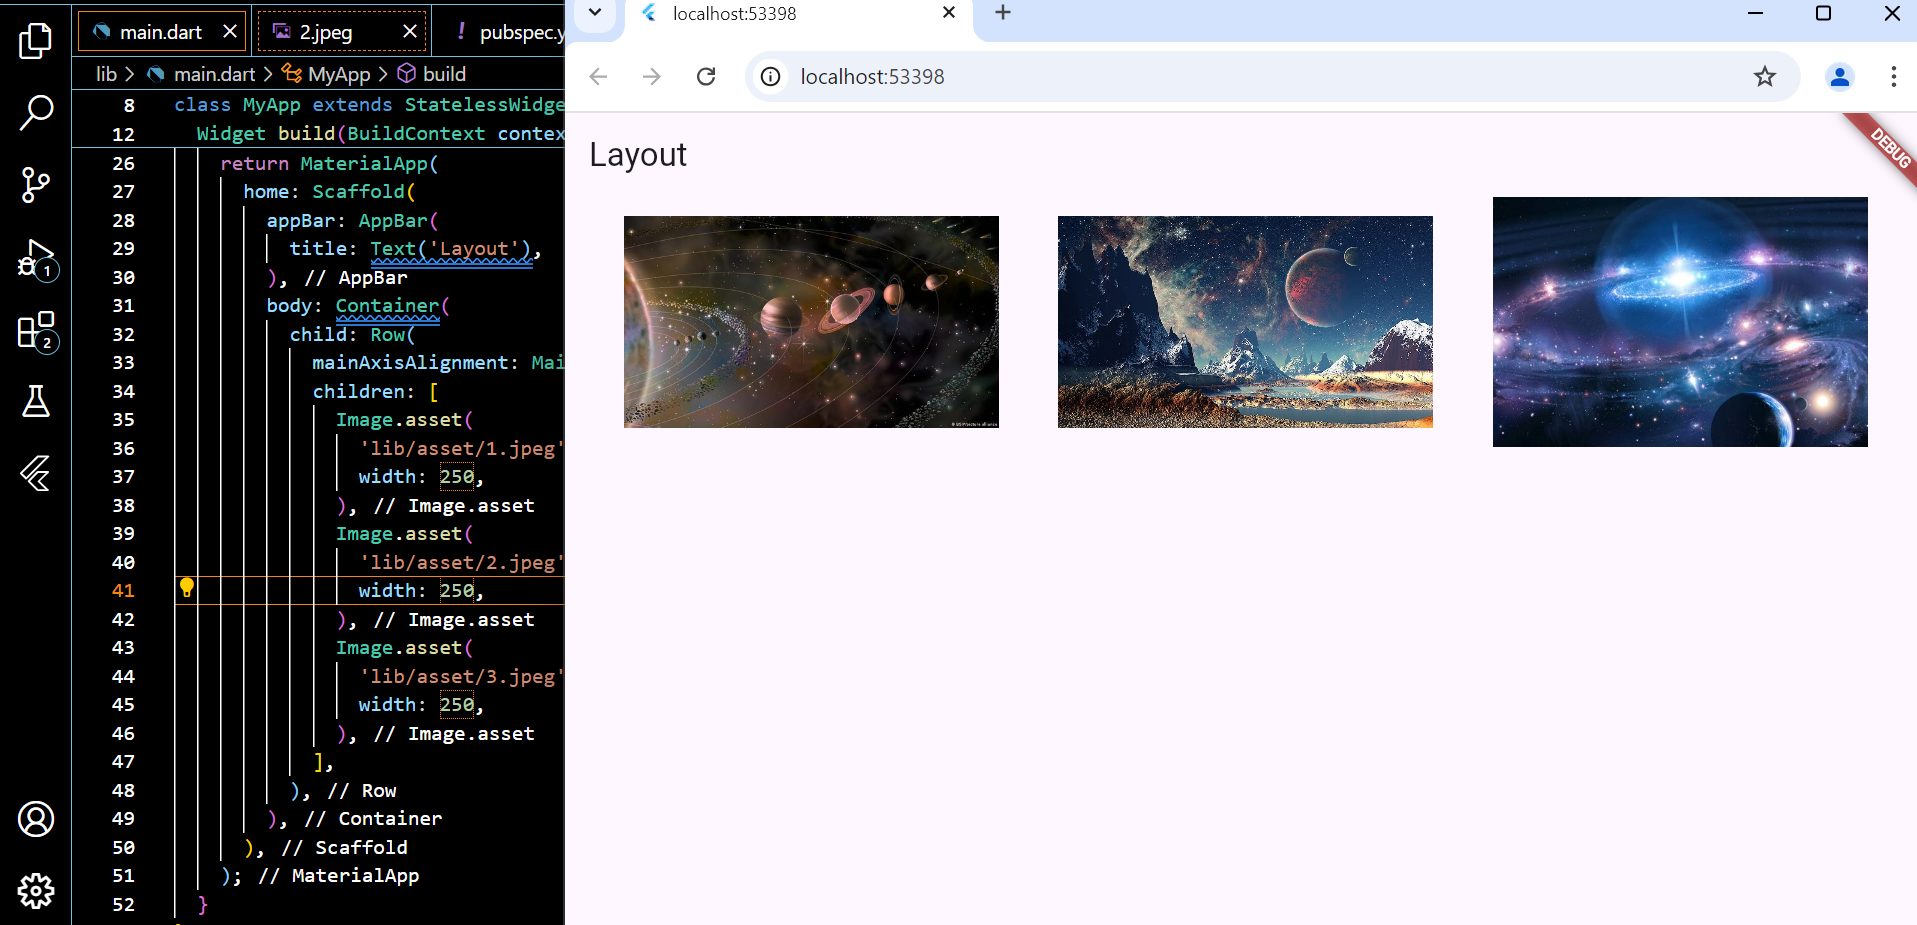 main.dart
2.jpeg
pubspec.y
lib > main.dart > MyApp > build
8 class MyApp extends StatelessWidge
12 Widget build(BuildContext contex
26 return MaterialApp(
27 home: Scaffold(
28 appBar: AppBar(
29 title: Text('Layout'),
30 ), // AppBar
31 body: Container(
32 child: Row(
33 mainAxisAlignment: Mai
34 children: [
35 Image.asset(
36 'lib/asset/1.jpeg'
37 width: 250,
38 ), // Image.asset
39 Image.asset(
40 'lib/asset/2.jpeg'
41 width: 250,
42 ), // Image.asset
43 Image.asset(
44 'lib/asset/3.jpeg'
45 width: 250,
46 ), // Image.asset
47 ],
48 ), // Row
49 ), // Container
50 ), // Scaffold
51 ); // MaterialApp
52 }
1
2
localhost:53398
localhost:53398
Layout
DEBUG